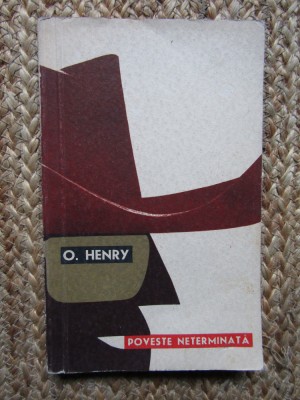 O. HENRY
POVESTE NETERMINATĂ